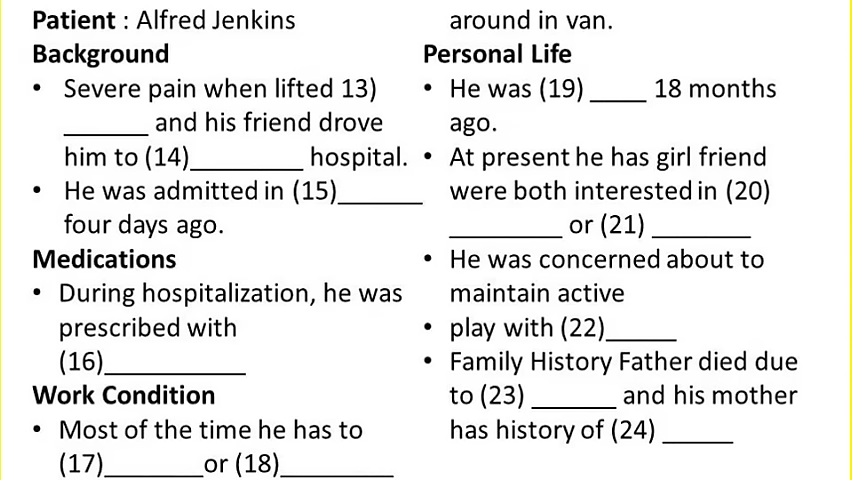 Patient : Alfred Jenkins
Background
• Severe pain when lifted 13)
______ and his friend drove
him to (14)________ hospital.
• He was admitted in (15)______
four days ago.
Medications
• During hospitalization, he was
prescribed with
(16)__________
Work Condition
• Most of the time he has to
(17)_______or (18)________
around in van.
Personal Life
• He was (19) ____ 18 months
ago.
• At present he has girl friend
were both interested in (20)
________ or (21) _______
• He was concerned about to
maintain active
• play with (22)_____
• Family History Father died due
to (23) ______ and his mother
has history of (24) _____